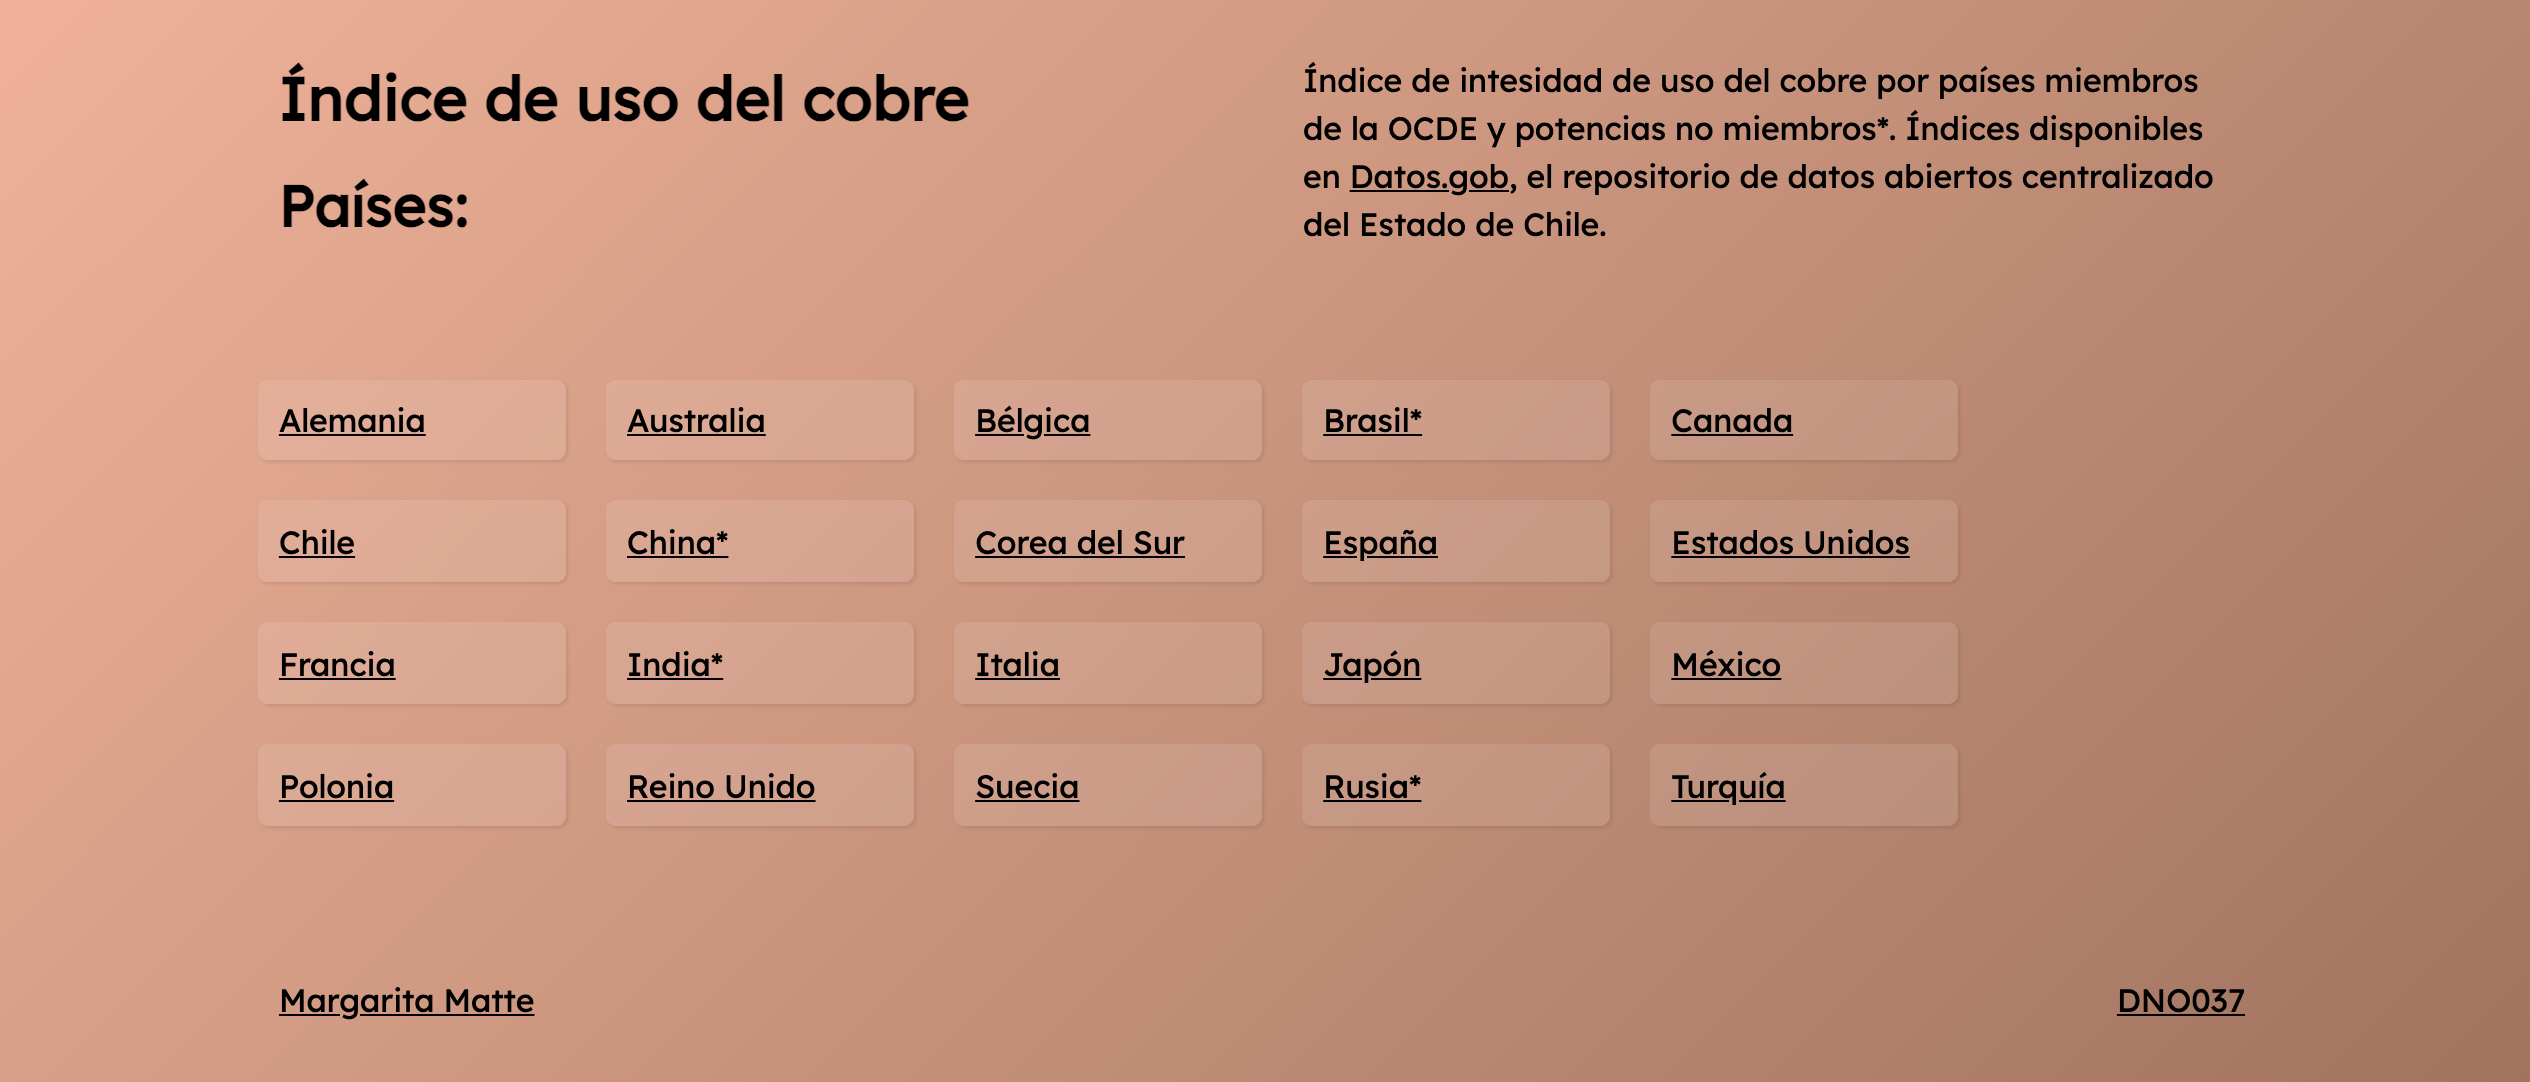 Índice de uso del cobre
Países:
Índice de intesidad de uso del cobre por países miembros
de la OCDE y potencias no miembros*. Índices disponibles
en Datos.gob, el repositorio de datos abiertos centralizado
del Estado de Chile.
Alemania
Australia
Bélgica
Brasil*
Canada
Chile
China*
Corea del Sur
España
Estados Unidos
Francia
India*
Italia
Japón
México
Polonia
Reino Unido
Suecia
Rusia*
Turquía
Margarita Matte
DNO037